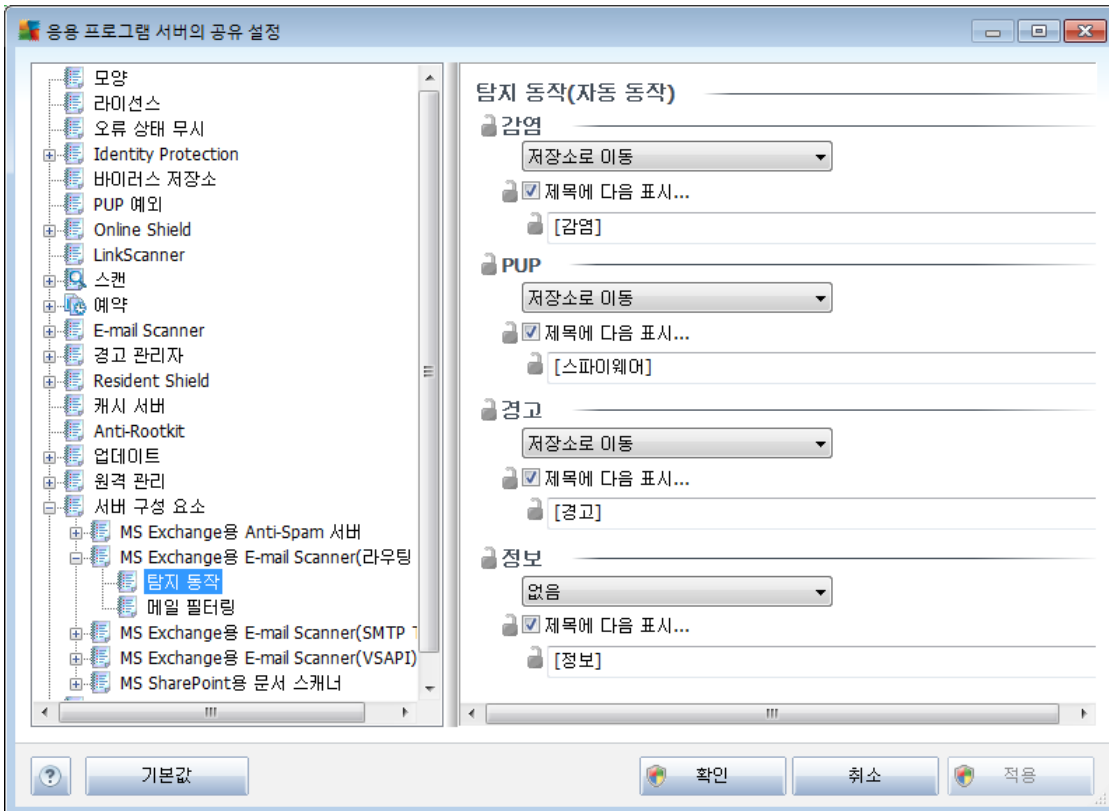 응용 프로그램 서버의 공유 설정
모양
라이선스
오류 상태 무시
Identity Protection
바이러스 저장소
PUP 예외
Online Shield
LinkScanner
스캔
예약
E-mail Scanner
경고 관리자
Resident Shield
캐시 서버
Anti-Rootkit
업데이트
원격 관리
서버 구성 요소
MS Exchange용 Anti-Spam 서버
MS Exchange용 E-mail Scanner(라우팅
탐지 동작
메일 필터링
MS Exchange용 E-mail Scanner(SMTP T
MS Exchange용 E-mail Scanner(VSAPI)
MS SharePoint용 문서 스캐너
탐지 동작(자동 동작)
감염
저장소로 이동
제목에 다음 표시...
[감염]
PUP
저장소로 이동
제목에 다음 표시...
[스파이웨어]
경고
저장소로 이동
제목에 다음 표시...
[경고]
정보
없음
제목에 다음 표시...
[정보]
?
기본값
확인
취소
적용